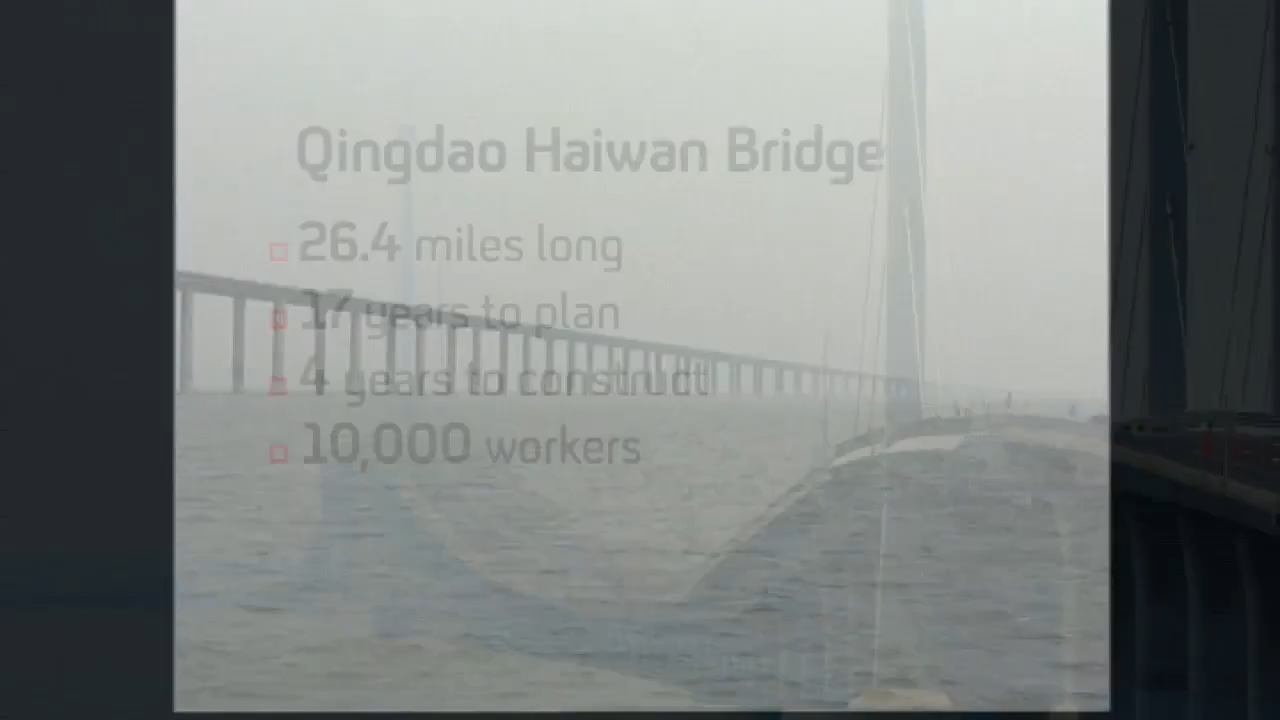 Qingdao Haiwan Bridge
26.4 miles long
17 years to plan
4 years to construct
10,000 workers